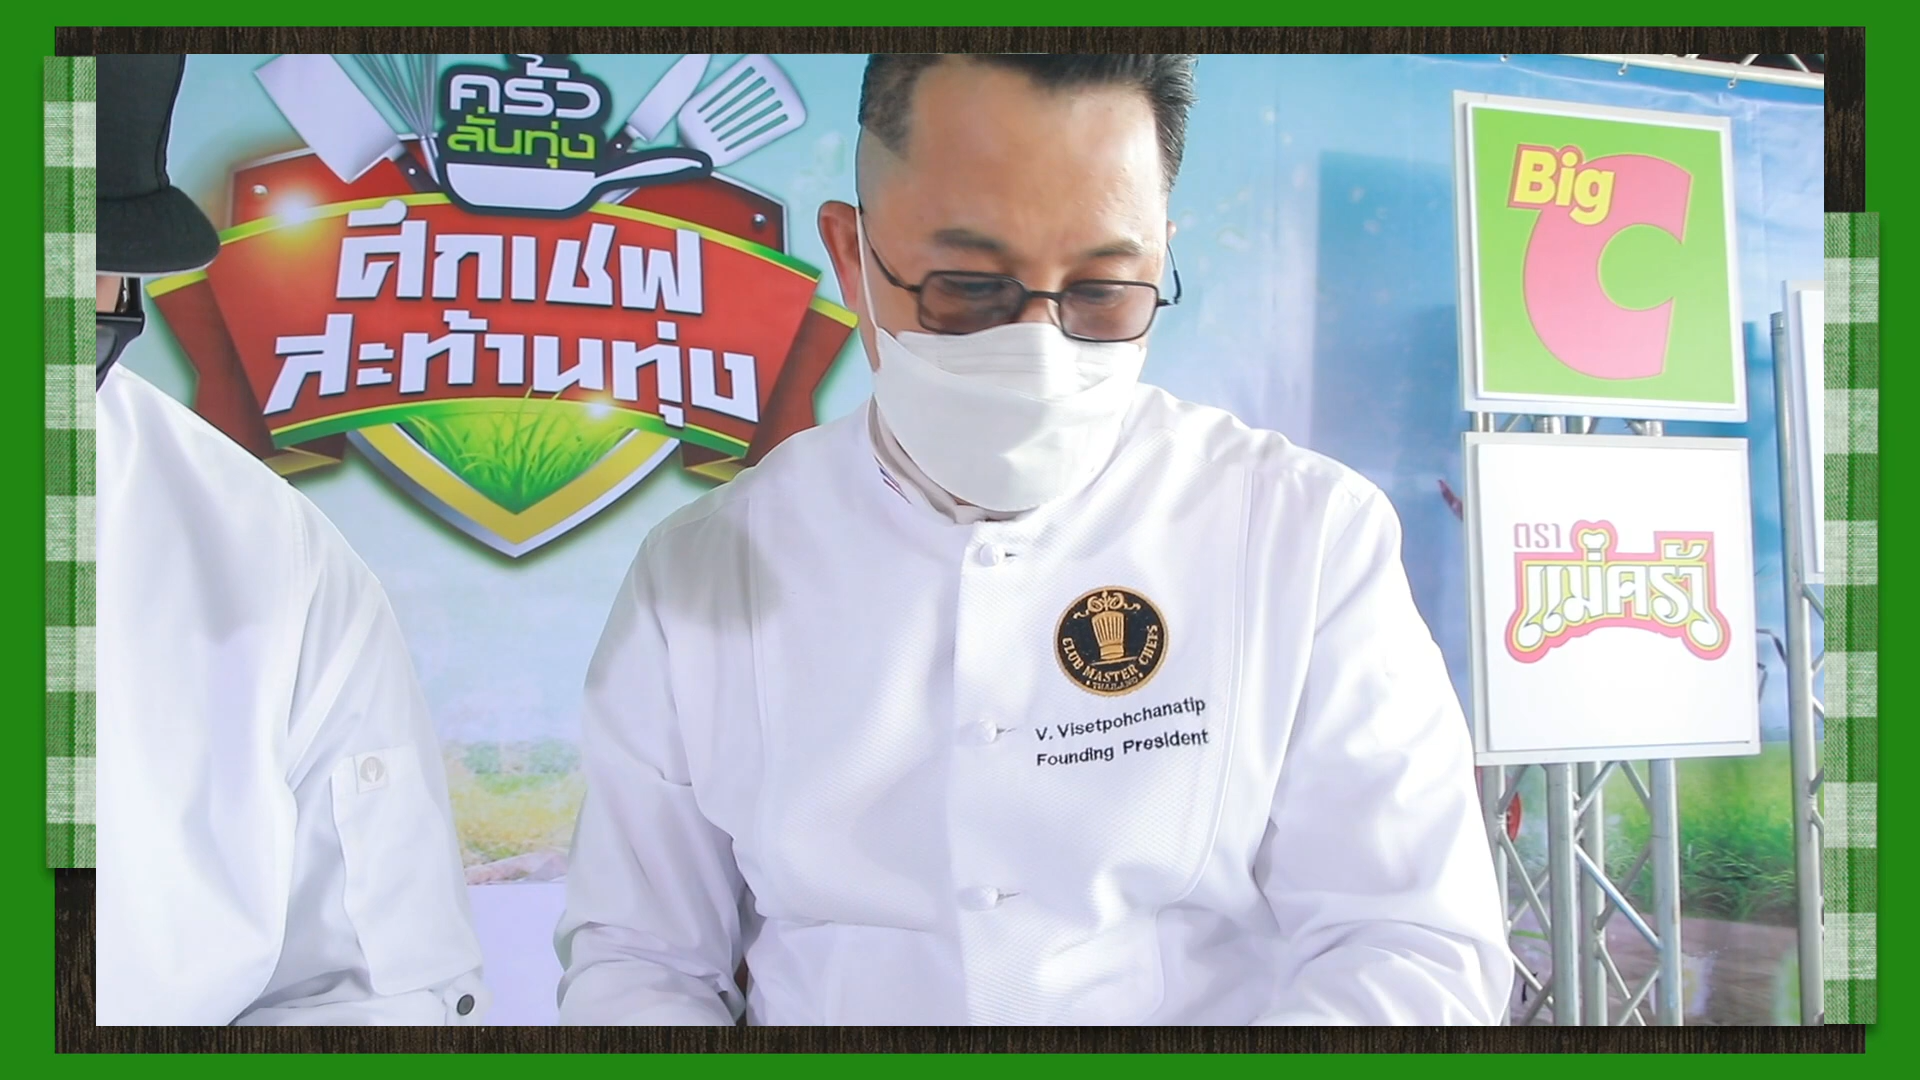 ครัว
ลั่นทุ่ง
ศึกเชฟ
สะท้านทุ่ง
Big
C
ตรา
แม่ครัว
CLUB MASTER CHEFS
THAILAND
V. Visetpohchanatip
Founding President